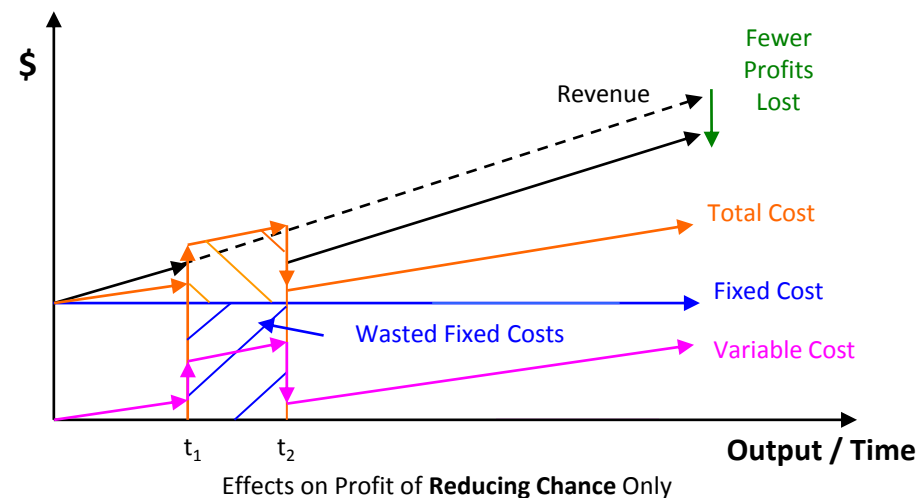 $
Fewer
Profits
Lost
Revenue
Total Cost
Fixed Cost
Wasted Fixed Costs
Variable Cost
t₁
t₂
Output / Time
Effects on Profit of Reducing Chance Only